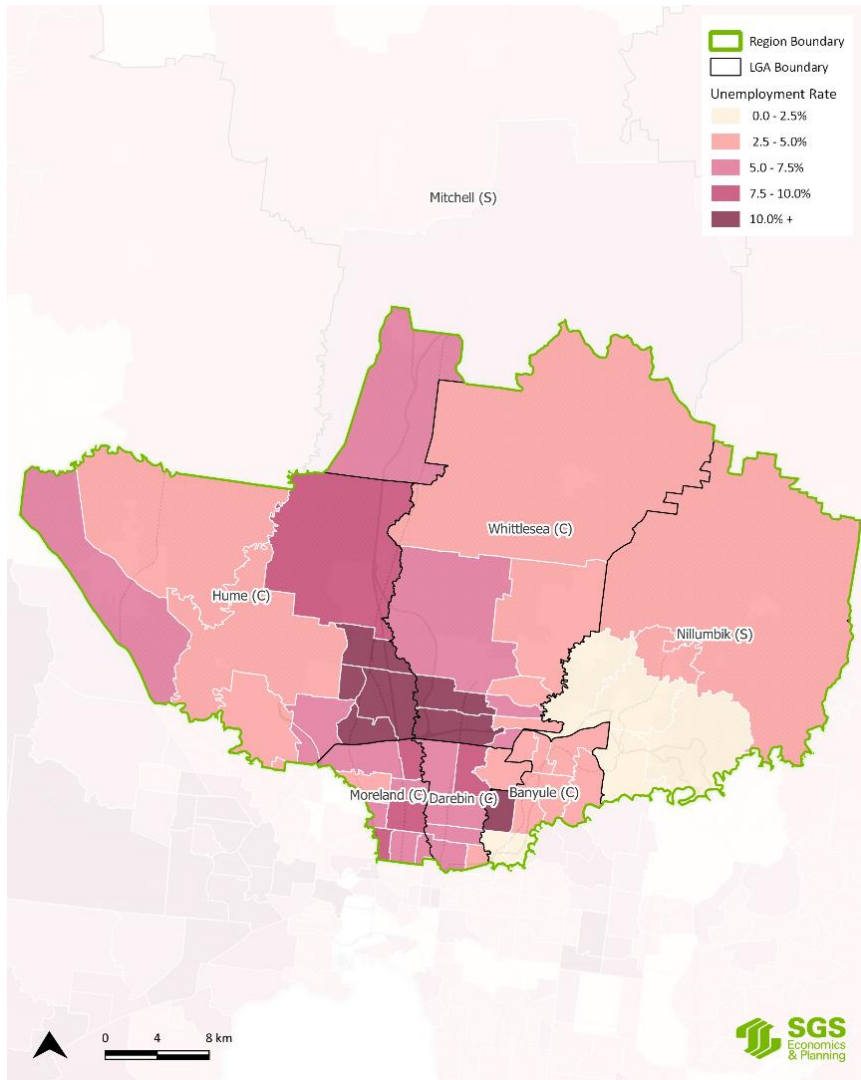 Region Boundary
LGA Boundary
Unemployment Rate
0.0 - 2.5%
2.5 - 5.0%
5.0 - 7.5%
7.5 - 10.0%
10.0% +
Mitchell (S)
Whittlesea (C)
Hume (C)
Nillumbik (S)
Moreland (C)
Darebin (C)
Banyule (C)
0 4 8 km
SGS
Economics
& Planning